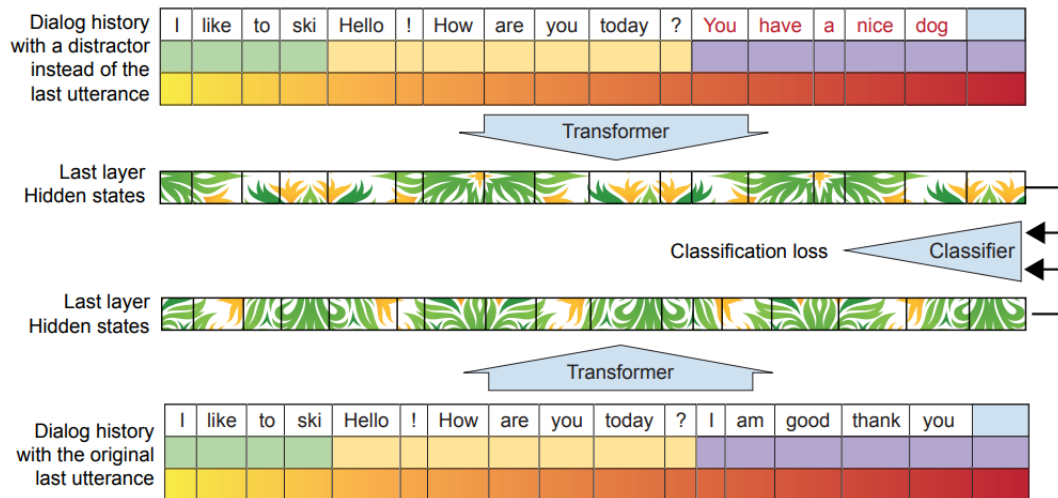 Dialog history
with a distractor
instead of the
last utterance
I like to ski Hello ! How are you today ? You have a nice dog
Transformer
Last layer
Hidden states
Classification loss
Classifier
Last layer
Hidden states
Transformer
Dialog history
with the original
last utterance
I like to ski Hello ! How are you today ? I am good thank you